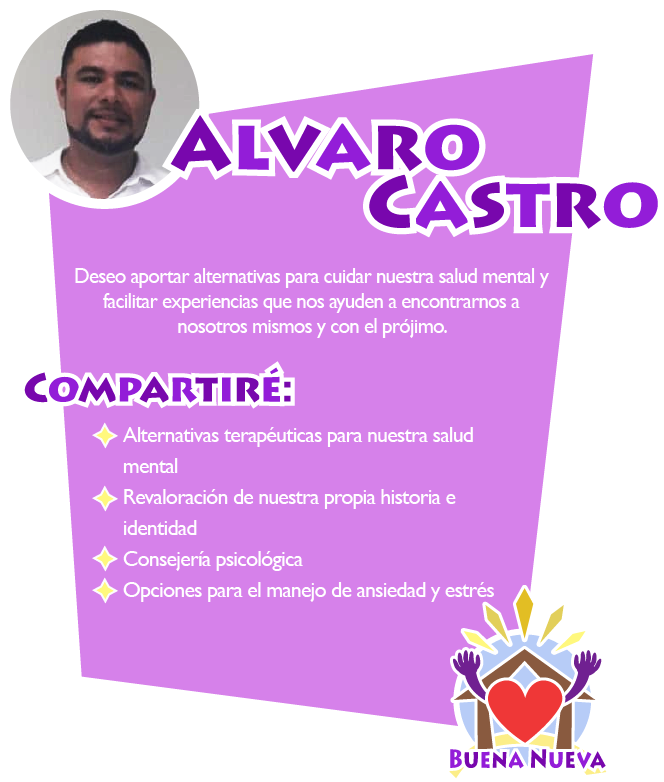 ALVARO
CASTRO
Deseo aportar alternativas para cuidar nuestra salud mental y
facilitar experiencias que nos ayuden a encontrarnos a
nosotros mismos y con el prójimo.
COMPARTIRÉ:
Alternativas terapéuticas para nuestra salud
mental
Revaloración de nuestra propia historia e
identidad
Consejería psicológica
Opciones para el manejo de ansiedad y estrés
BUENA NUEVA